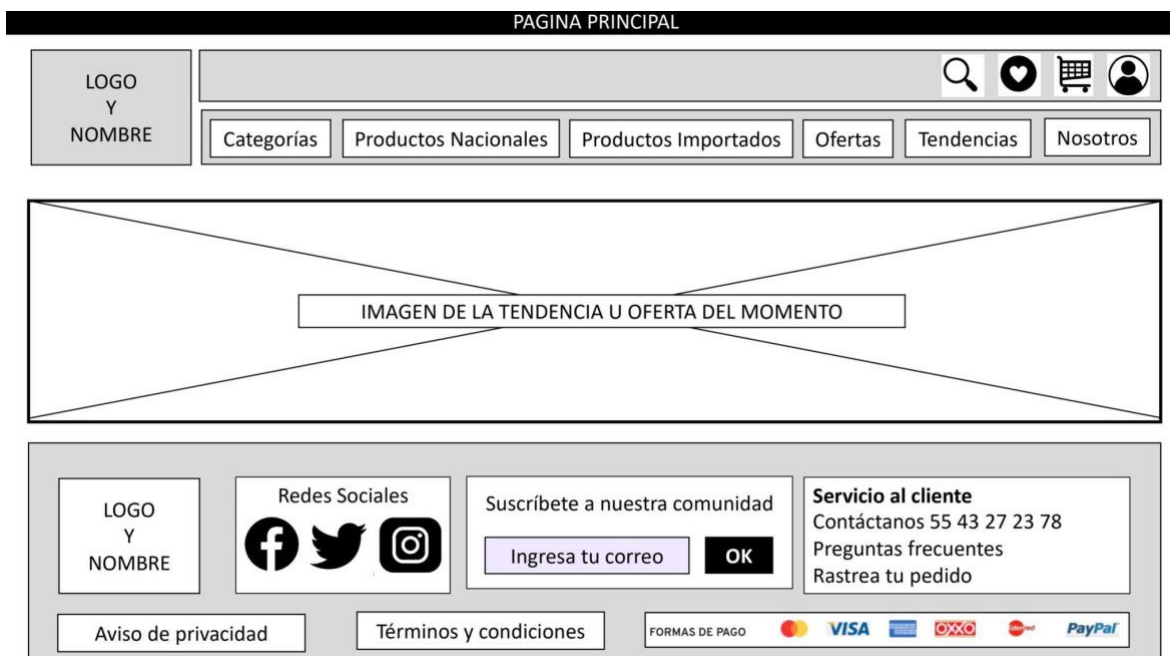 PAGINA PRINCIPAL
LOGO
Y
NOMBRE
Categorías
Productos Nacionales
Productos Importados
Ofertas
Tendencias
Nosotros
IMAGEN DE LA TENDENCIA U OFERTA DEL MOMENTO
LOGO
Y
NOMBRE
Redes Sociales
Suscríbete a nuestra comunidad
Ingresa tu correo
OK
Servicio al cliente
Contáctanos 55 43 27 23 78
Preguntas frecuentes
Rastrea tu pedido
Aviso de privacidad
Términos y condiciones
FORMAS DE PAGO
VISA
OXXO
PayPal